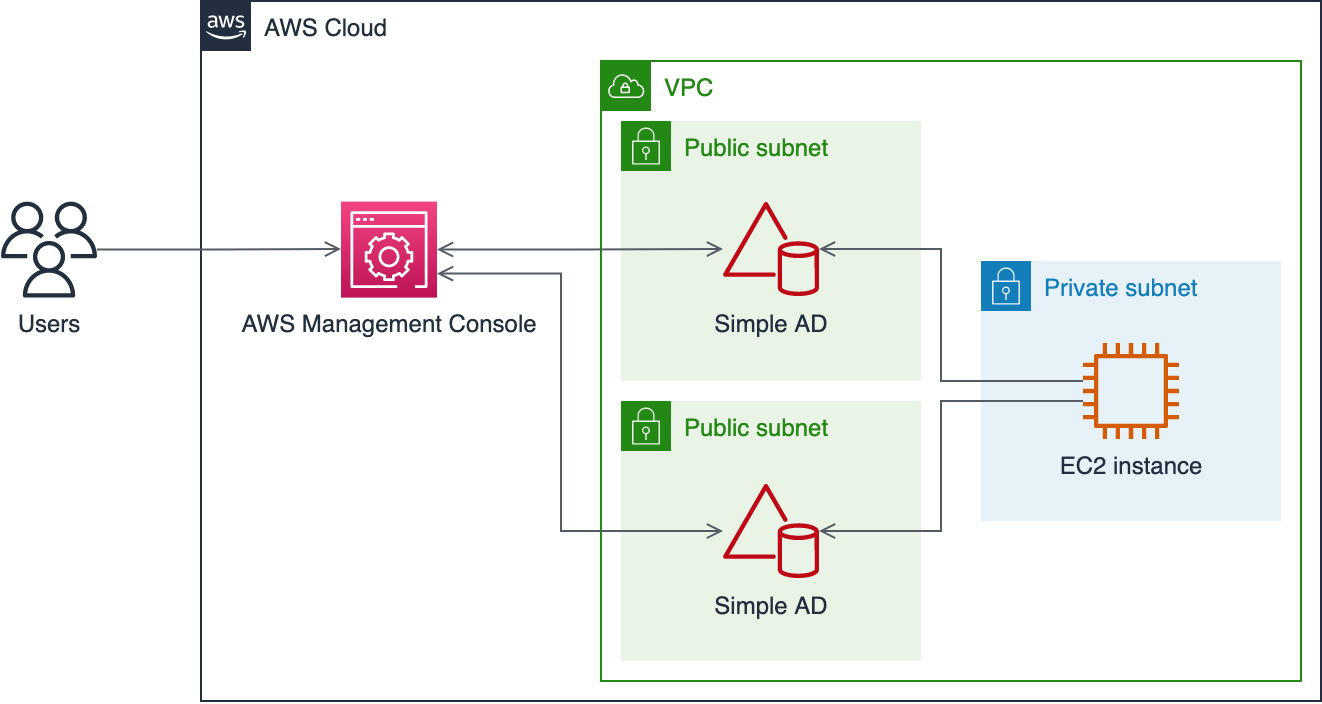 aws
AWS Cloud
VPC
Public subnet
Simple AD
Users
AWS Management Console
Private subnet
EC2 instance
Public subnet
Simple AD